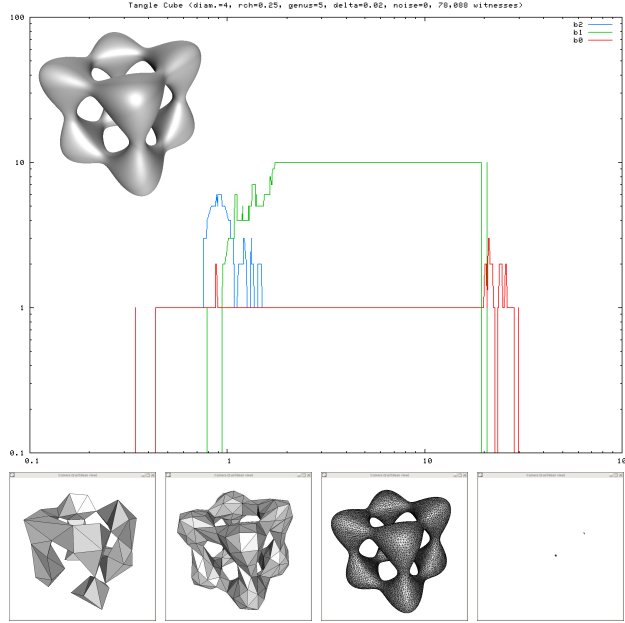 Tangle Cube (diam.=4, rch=0.25, genus=5, delta=0.02, noise=0, 78,088 witnesses)
100
b2
b1
b0
10
1
0.1
0.1
1
10
10